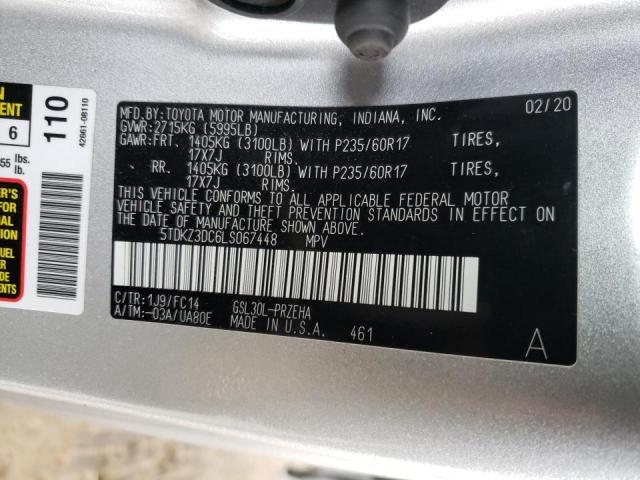 MFD.BY:TOYOTA MOTOR MANUFACTURING, INDIANA, INC. 02/20
GVWR:2715KG (5995LB)
GAWR:FRT. 1405KG (3100LB) WITH P235/60R17 TIRES,
17X7J RIMS.
RR. 1405KG (3100LB) WITH P235/60R17 TIRES,
17X7J RIMS.
THIS VEHICLE CONFORMS TO ALL APPLICABLE FEDERAL MOTOR
VEHICLE SAFETY AND THEFT PREVENTION STANDARDS IN EFFECT ON
THE DATE OF MANUFACTURE SHOWN ABOVE.
5TDKZ3DC6LS067448 MPV
C/TR:1J9/FC14 GSL30L-PRZEHA
A/TM:-03A/UA80E MADE IN U.S.A. 461 A
110
42661-08110
6
lbs.
lb.